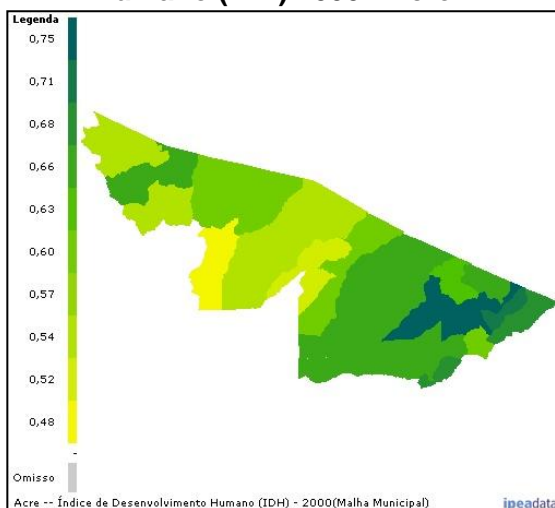 Legenda
0,75
0,71
0,68
0,66
0,63
0,60
0,57
0,54
0,52
0,48
-
Omisso
Acre -- Índice de Desenvolvimento Humano (IDH) - 2000(Malha Municipal)
ipeadata